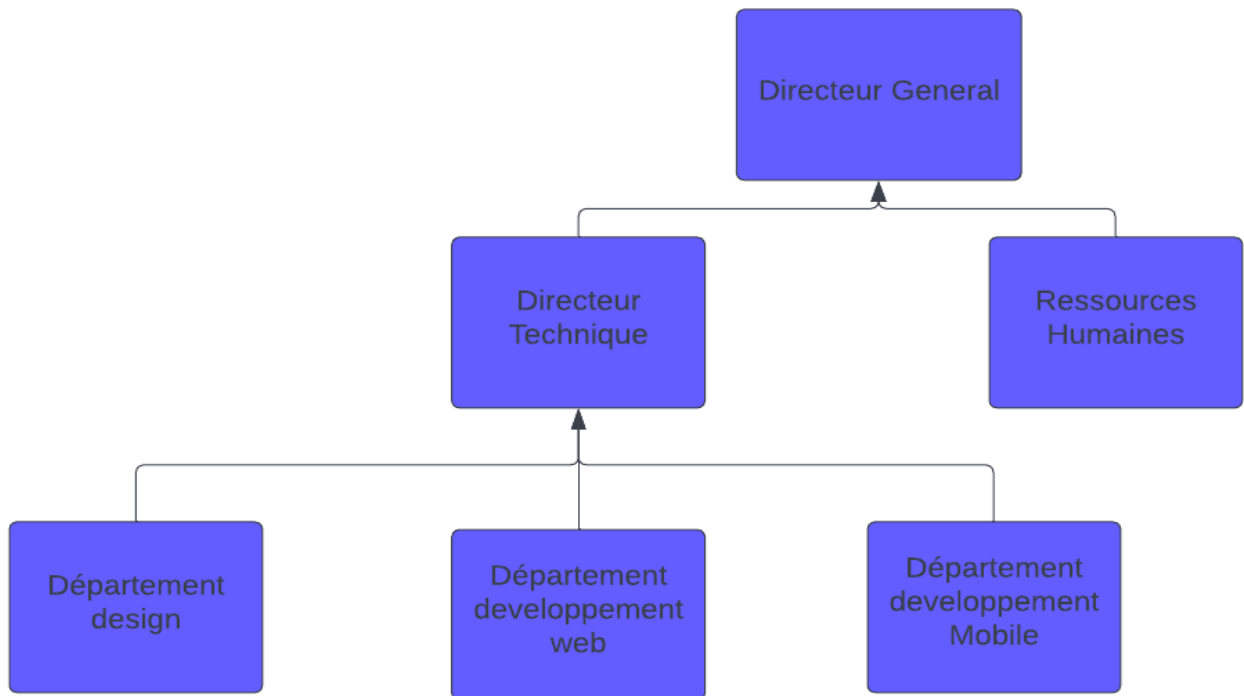 Directeur General
Directeur
Technique
Ressources
Humaines
Département
design
Département
developpement
web
Département
developpement
Mobile